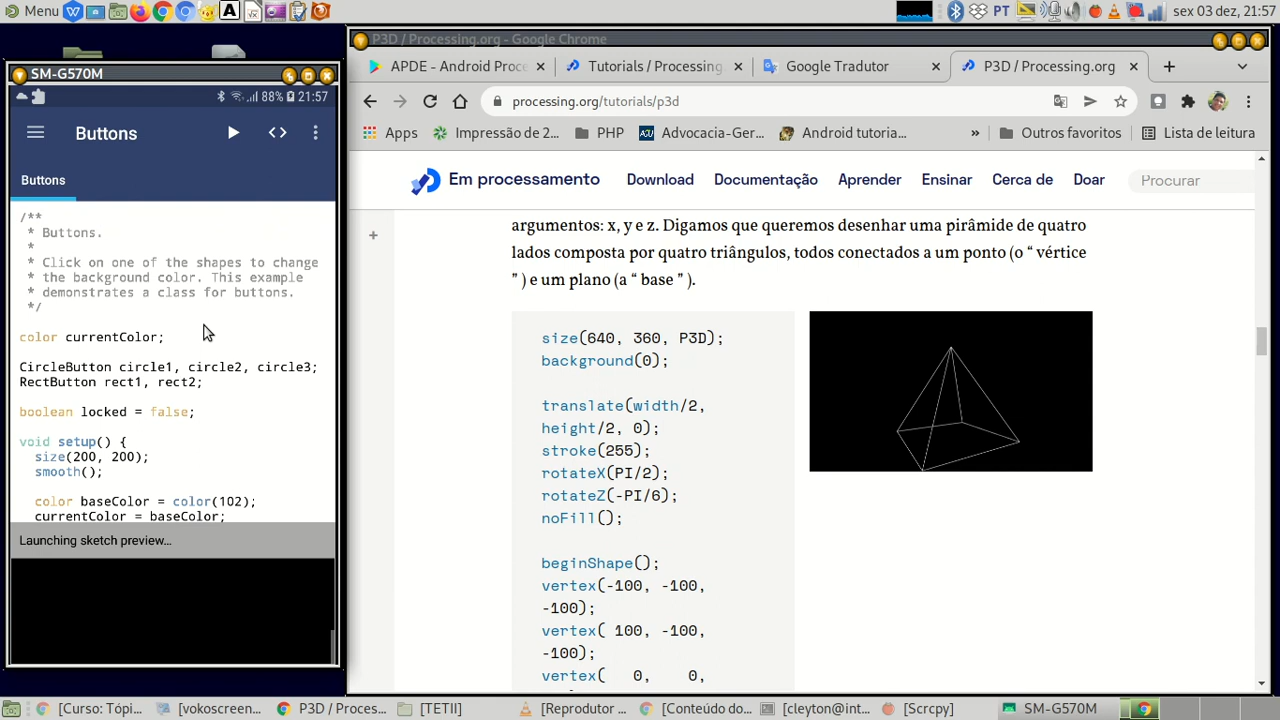 Menu
PT
sex 03 dez, 21:57
SM-G570M
88% 21:57
Buttons
Buttons
/**
* Buttons.
*
* Click on one of the shapes to change
* the background color. This example
* demonstrates a class for buttons.
*/
color currentColor;
CircleButton circle1, circle2, circle3;
RectButton rect1, rect2;
boolean locked = false;
void setup() {
size(200, 200);
smooth();
color baseColor = color(102);
currentColor = baseColor;
Launching sketch preview...
P3D / Processing.org - Google Chrome
APDE - Android Proce
Tutorials / Processing
Google Tradutor
P3D / Processing.org
processing.org/tutorials/p3d
Apps
Impressão de 2...
PHP
Advocacia-Ger...
Android tutoria...
»
Outros favoritos
Lista de leitura
Em processamento
Download
Documentação
Aprender
Ensinar
Cerca de
Doar
Procurar
+
argumentos: x, y e z. Digamos que queremos desenhar uma pirâmide de quatro
lados composta por quatro triângulos, todos conectados a um ponto (o “ vértice
” ) e um plano (a “ base ” ).
size(640, 360, P3D);
background(0);
translate(width/2,
height/2, 0);
stroke(255);
rotateX(PI/2);
rotateZ(-PI/6);
noFill();
beginShape();
vertex(-100, -100,
-100);
vertex( 100, -100,
-100);
vertex( 0, 0,
[Curso: Tópi...
[vokoscreen...
P3D / Proces...
[TETII]
[Reprodutor ...
[Conteúdo do...
[cleyton@int...
[Scrcpy]
SM-G570M